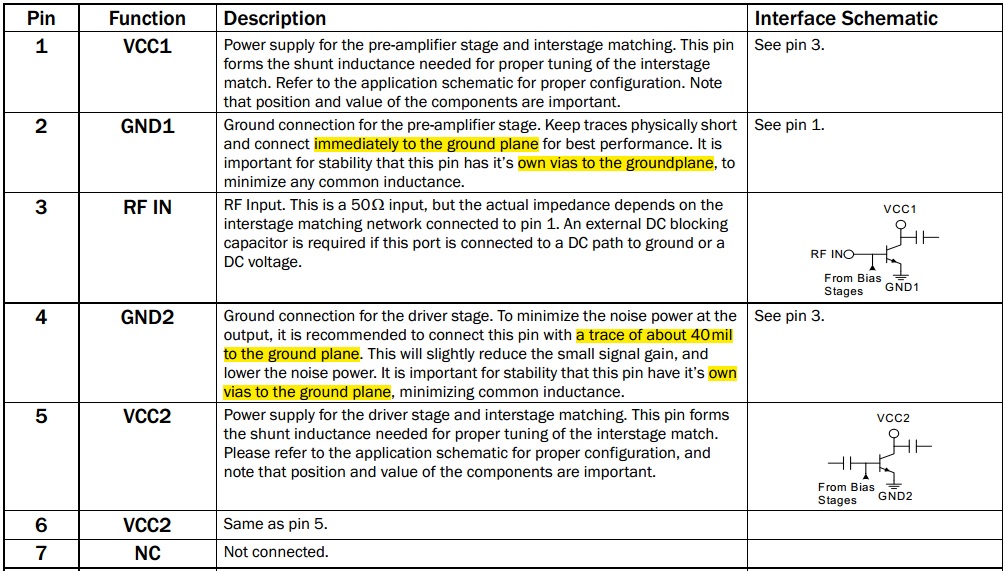 Pin Function Description Interface Schematic
1 VCC1 Power supply for the pre-amplifier stage and interstage matching. This pin See pin 3.
forms the shunt inductance needed for proper tuning of the interstage
match. Refer to the application schematic for proper configuration. Note
that position and value of the components are important.
2 GND1 Ground connection for the pre-amplifier stage. Keep traces physically short See pin 1.
and connect immediately to the ground plane for best performance. It is
important for stability that this pin has it's own vias to the groundplane, to
minimize any common inductance.
3 RF IN RF Input. This is a 50Ω input, but the actual impedance depends on the
interstage matching network connected to pin 1. An external DC blocking
capacitor is required if this port is connected to a DC path to ground or a
DC voltage.
VCC1
RF IN
From Bias
Stages
GND1
4 GND2 Ground connection for the driver stage. To minimize the noise power at the See pin 3.
output, it is recommended to connect this pin with a trace of about 40mil
to the ground plane. This will slightly reduce the small signal gain, and
lower the noise power. It is important for stability that this pin have it's own
vias to the ground plane, minimizing common inductance.
5 VCC2 Power supply for the driver stage and interstage matching. This pin forms
the shunt inductance needed for proper tuning of the interstage match.
Please refer to the application schematic for proper configuration, and
note that position and value of the components are important.
VCC2
From Bias
Stages
GND2
6 VCC2 Same as pin 5.
7 NC Not connected.